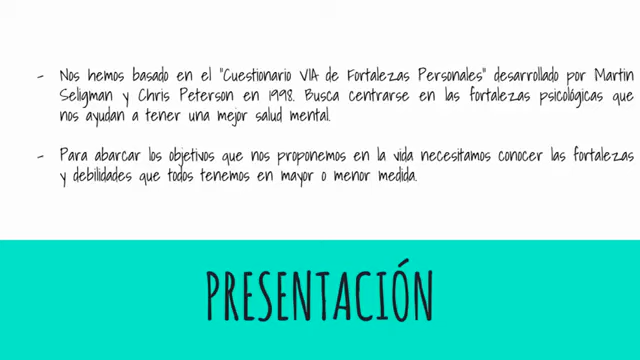 - Nos hemos basado en el "Cuestionario VIA de Fortalezas Personales" desarrollado por Martin
Seligman y Chris Peterson en 1998. Busca centrarse en las fortalezas psicológicas que
nos ayudan a tener una mejor salud mental.
- Para abarcar los objetivos que nos proponemos en la vida necesitamos conocer las fortalezas
y debilidades que todos tenemos en mayor o menor medida.
PRESENTACIÓN